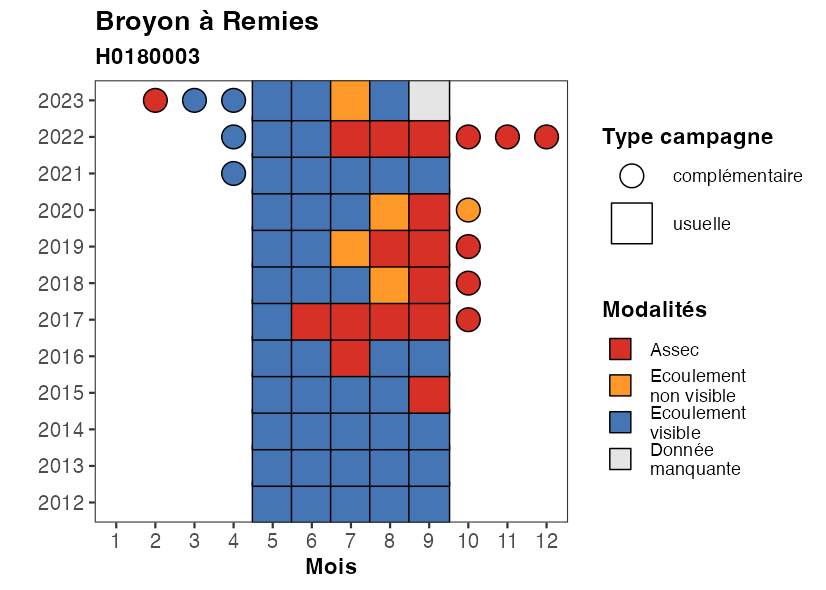 Broyon à Remies
H0180003
2023
2022
2021
2020
2019
2018
2017
2016
2015
2014
2013
2012
1 2 3 4 5 6 7 8 9 10 11 12
Mois
Type campagne
complémentaire
usuelle
Modalités
Assec
Ecoulement
non visible
Ecoulement
visible
Donnée
manquante